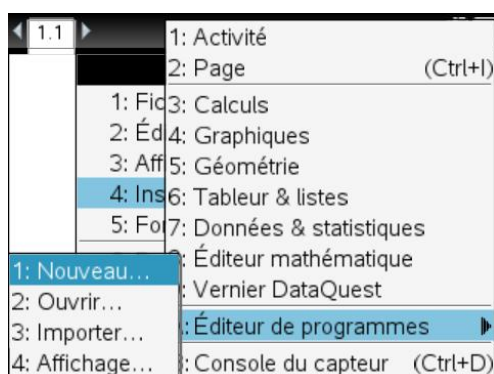 1.1
1: Activité
2: Page (Ctrl+I)
3: Calculs
4: Graphiques
5: Géométrie
6: Tableur & listes
7: Données & statistiques
: Éditeur mathématique
: Vernier DataQuest
: Éditeur de programmes
: Console du capteur (Ctrl+D)
1: Fic
2: Éd
3: Aff
4: Ins
5: For
1: Nouveau...
2: Ouvrir...
3: Importer...
4: Affichage...